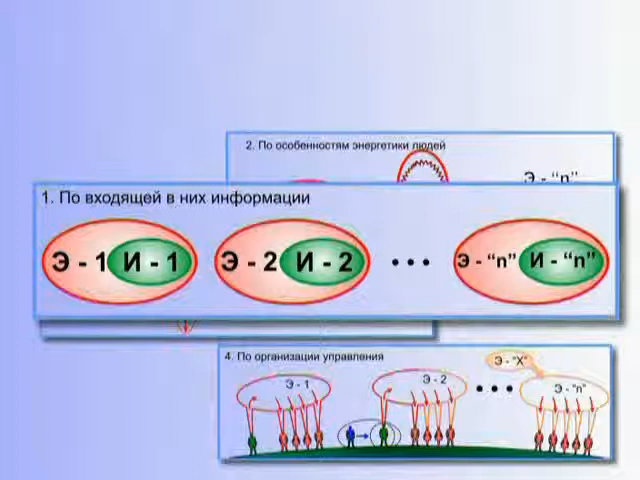 2. По особенностям энергетики людей
Э - “n”
1. По входящей в них информации
Э - 1 И - 1 Э - 2 И - 2 • • • Э - “n” И - “n”
4. По организации управления
Э - “X”
Э - 1 Э - 2 • • • Э - “n”